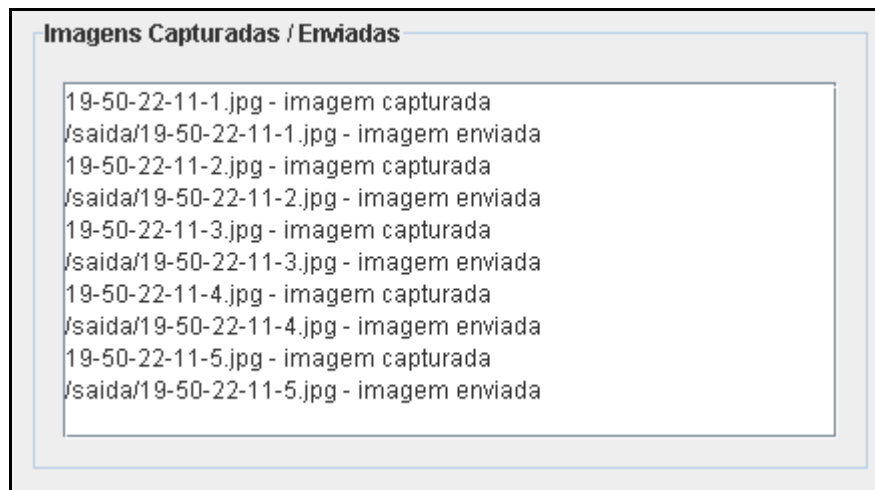 Imagens Capturadas / Enviadas
19-50-22-11-1.jpg - imagem capturada
/saida/19-50-22-11-1.jpg - imagem enviada
19-50-22-11-2.jpg - imagem capturada
/saida/19-50-22-11-2.jpg - imagem enviada
19-50-22-11-3.jpg - imagem capturada
/saida/19-50-22-11-3.jpg - imagem enviada
19-50-22-11-4.jpg - imagem capturada
/saida/19-50-22-11-4.jpg - imagem enviada
19-50-22-11-5.jpg - imagem capturada
/saida/19-50-22-11-5.jpg - imagem enviada